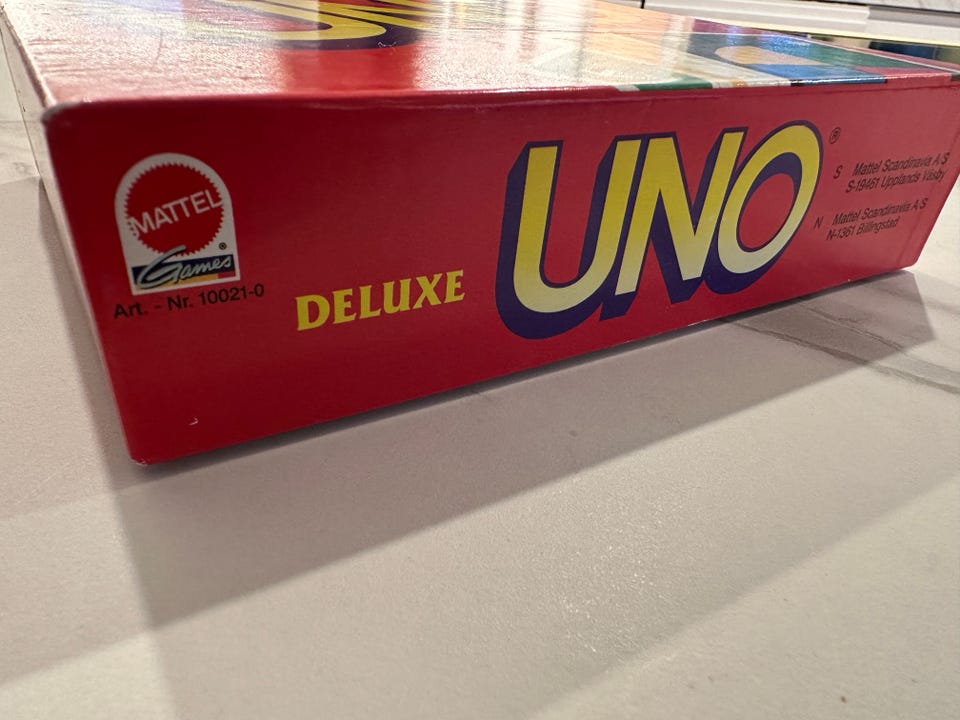 MATTEL
Games®
Art. - Nr. 10021-0
DELUXE
UNO®
S Mattel Scandinavia A/S
S-19461 Upplands Väsby
N Mattel Scandinavia A/S
N-1361 Billingstad